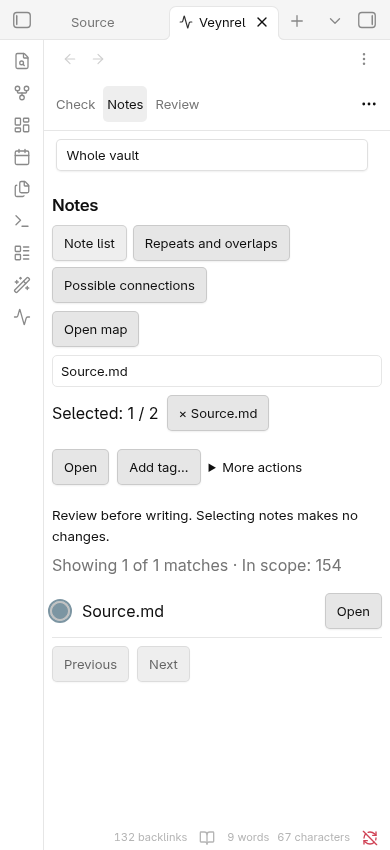 Source
Veynrel
Check Notes Review
Whole vault
Notes
Note list
Repeats and overlaps
Possible connections
Open map
Source.md
Selected: 1 / 2 × Source.md
Open
Add tag...
▶ More actions
Review before writing. Selecting notes makes no
changes.
Showing 1 of 1 matches · In scope: 154
Source.md
Open
Previous
Next
132 backlinks 9 words 67 characters